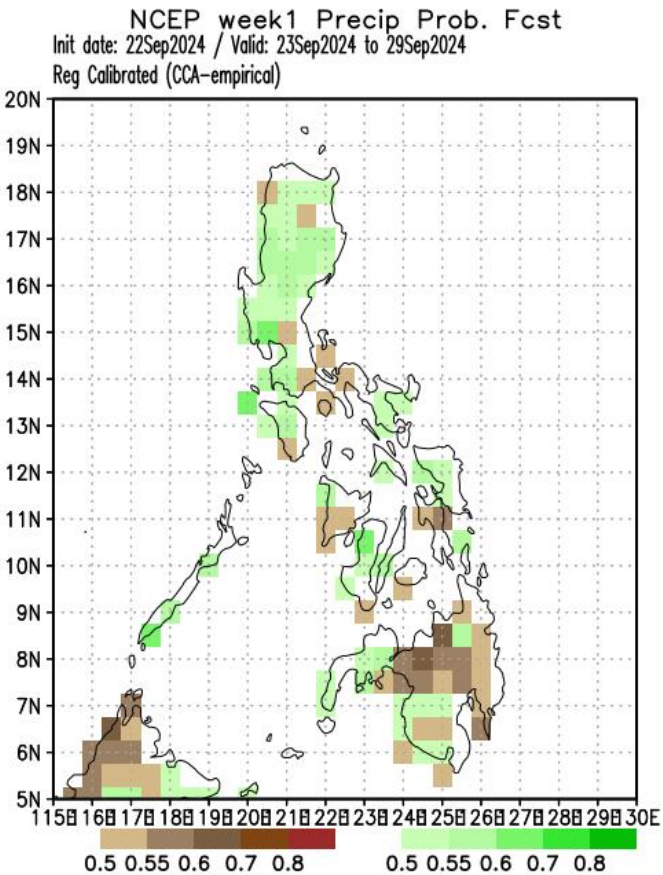 NCEP week1 Precip Prob. Fcst
Init date: 22Sep2024 / Valid: 23Sep2024 to 29Sep2024
Reg Calibrated (CCA-empirical)
20N
19N
18N
17N
16N
15N
14N
13N
12N
11N
10N
9N
8N
7N
6N
5N
115E 116E 117E 118E 119E 120E 121E 122E 123E 124E 125E 126E 127E 128E 129E 130E
0.5 0.55 0.6 0.7 0.8 0.5 0.55 0.6 0.7 0.8